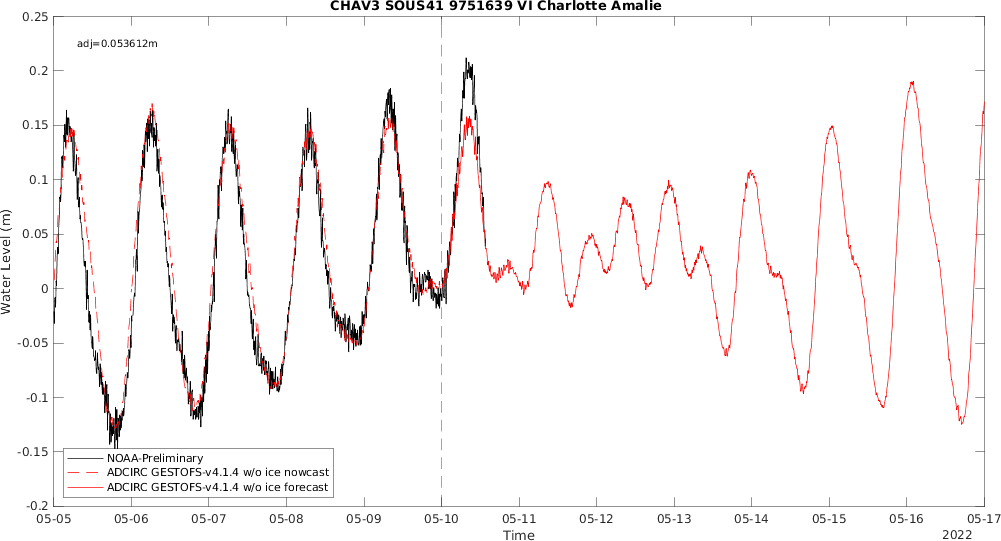 CHAV3 SOUS41 9751639 VI Charlotte Amalie
adj=0.053612m
0.25
0.2
0.15
0.1
0.05
0
-0.05
-0.1
-0.15
-0.2
Water Level (m)
NOAA-Preliminary
ADCIRC GESTOFS-v4.1.4 w/o ice nowcast
ADCIRC GESTOFS-v4.1.4 w/o ice forecast
05-05 05-06 05-07 05-08 05-09 05-10 05-11 05-12 05-13 05-14 05-15 05-16 05-17
Time
2022